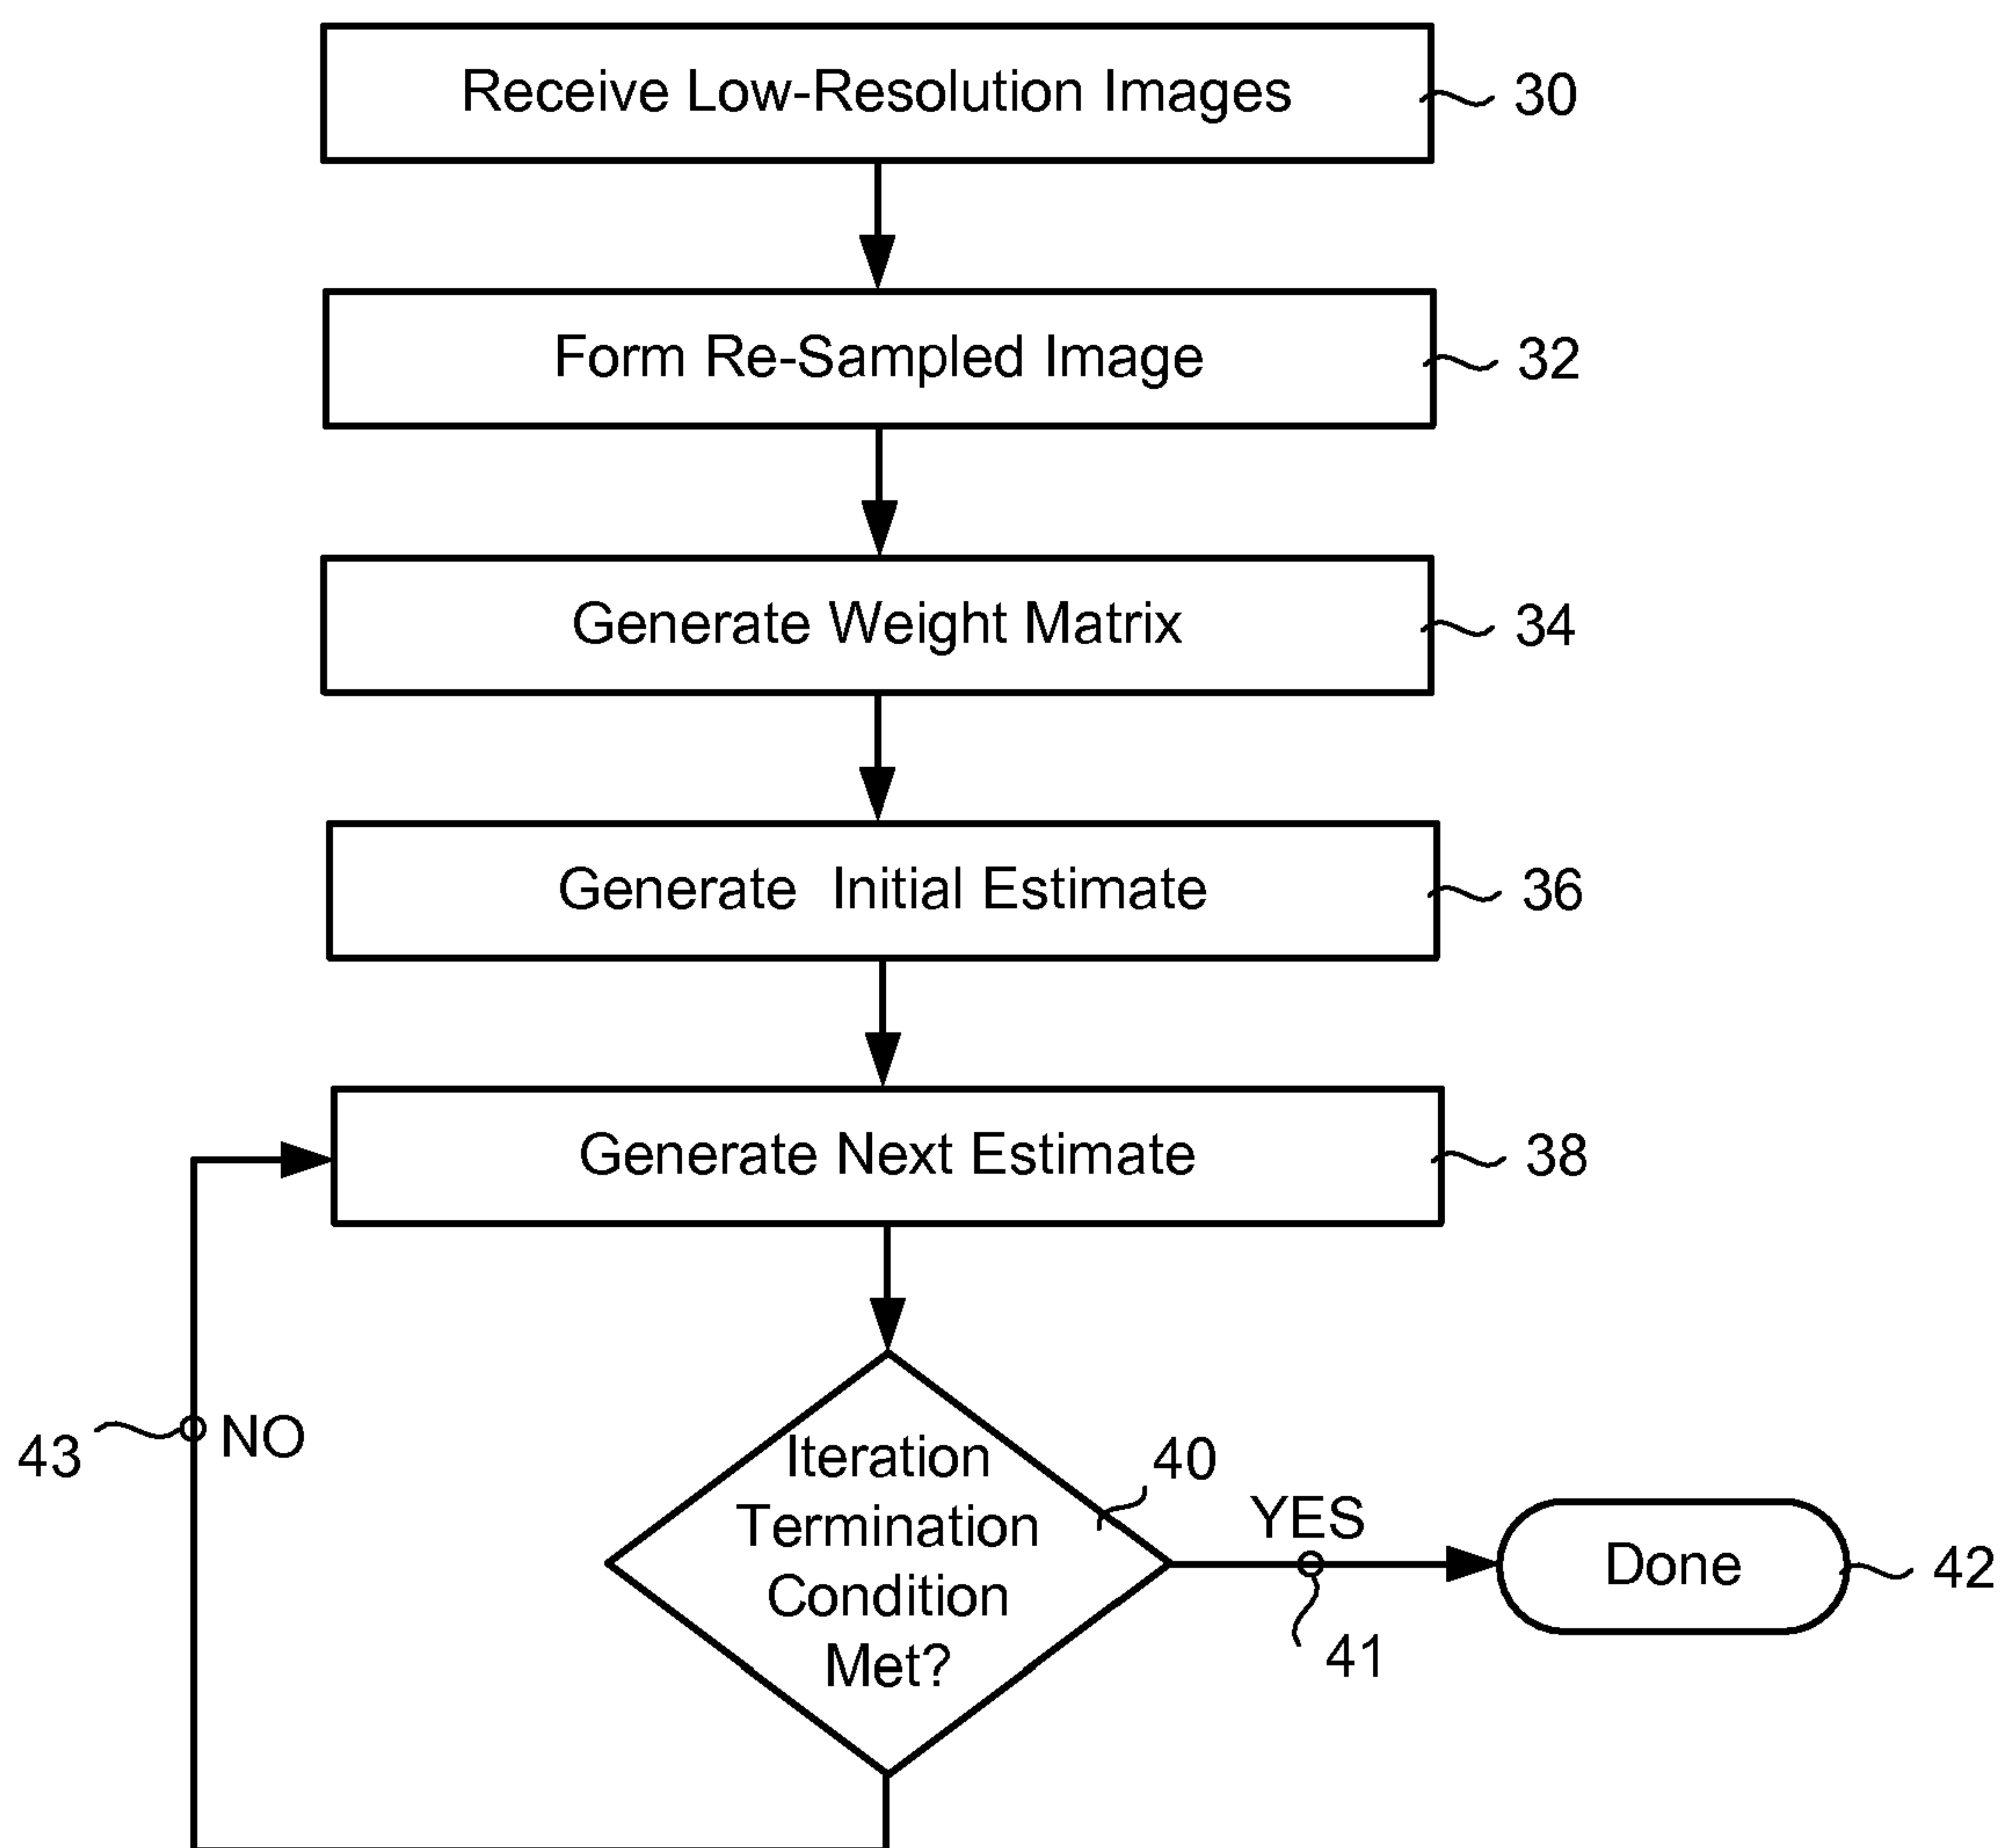 Receive Low-Resolution Images
30
Form Re-Sampled Image
32
Generate Weight Matrix
34
Generate Initial Estimate
36
Generate Next Estimate
38
43
NO
Iteration
Termination
Condition
Met?
40
YES
41
Done
42